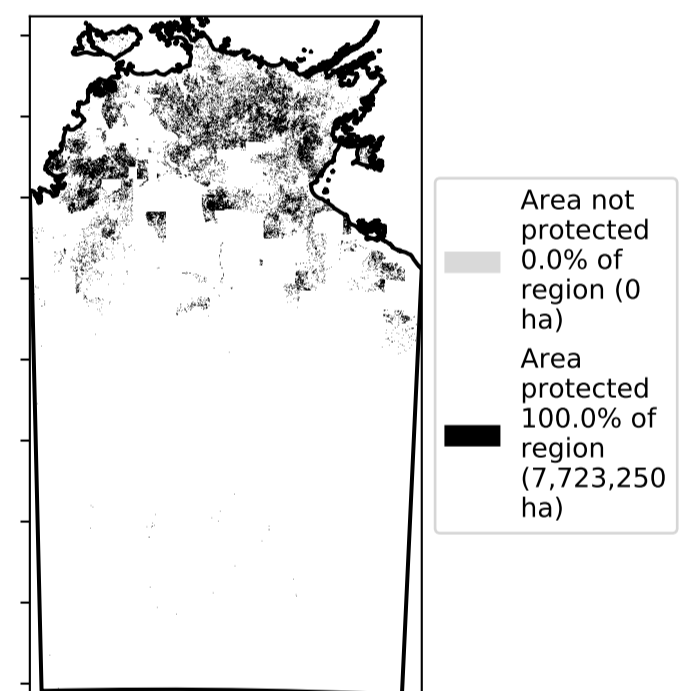 Area not
protected
0.0% of
region (0
ha)
Area
protected
100.0% of
region
(7,723,250
ha)